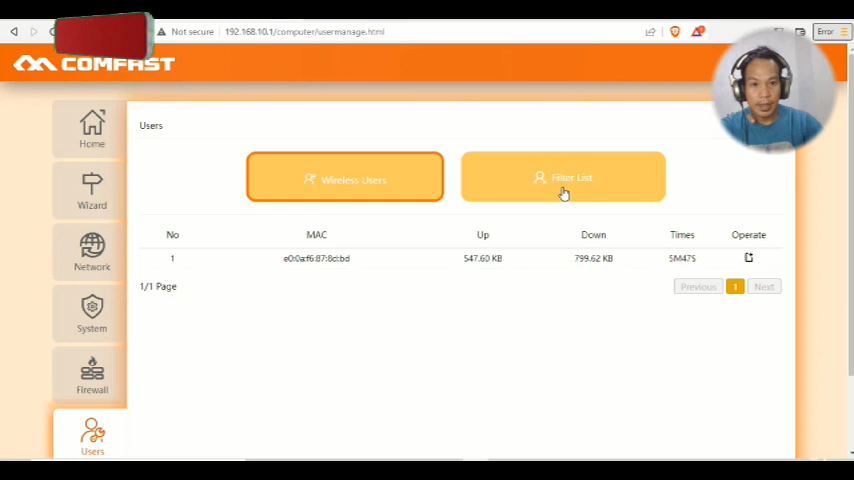 Not secure 192.168.10.1/computer/usermanage.html
Error
COMFAST
Users
Home
Wizard
Network
System
Firewall
Users
Wireless Users
Filter List
No MAC Up Down Times Operate
1 e0:0a:f6:87:8d:bd 547.60 KB 799.62 KB 5M47S
1/1 Page
Previous 1 Next